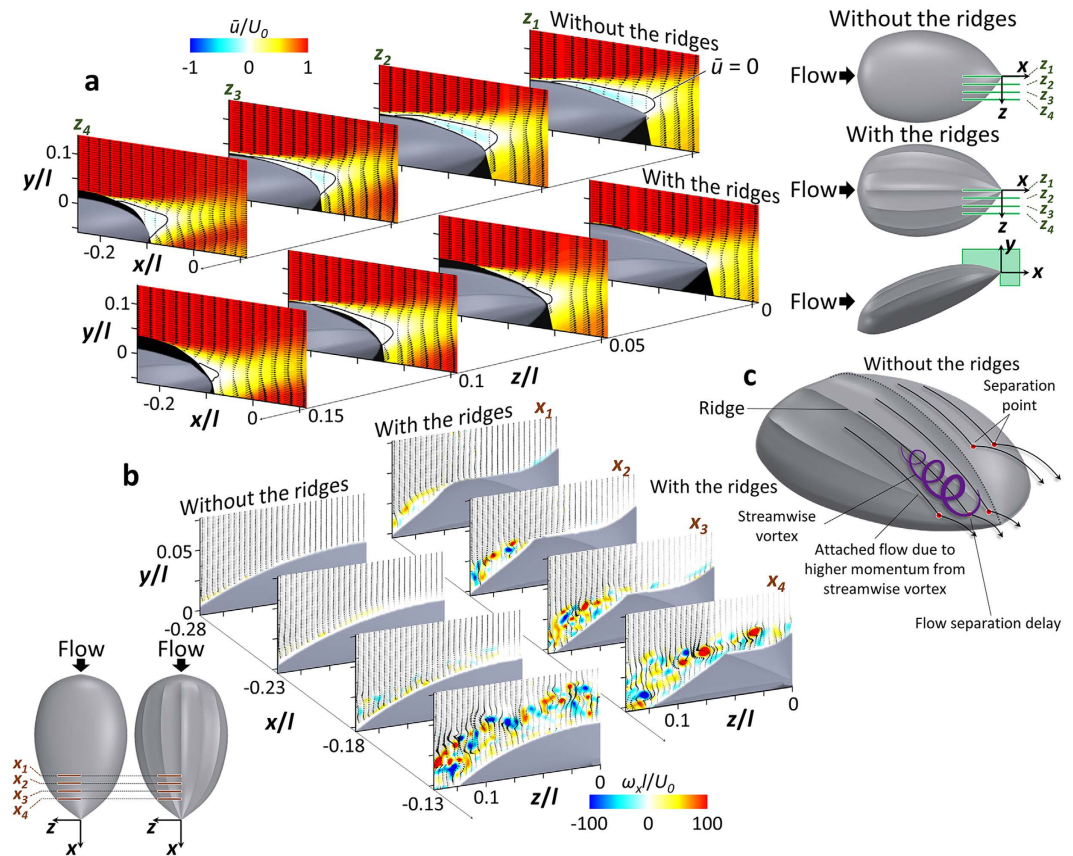 a
ū/U₀
-1 0 1
z₁
z₂
z₃
z₄
Without the ridges
ū = 0
With the ridges
0.1
y/l
0
-0.2
x/l
0
0.1
y/l
0
-0.2
x/l
0
0.15
0.1
z/l
0.05
0
Without the ridges
Flow
x
z
z₁
z₂
z₃
z₄
With the ridges
Flow
x
z
z₁
z₂
z₃
z₄
Flow
y
x
c
Without the ridges
Ridge
Separation
point
Streamwise
vortex
Attached flow due to
higher momentum from
streamwise vortex
Flow separation delay
b
With the ridges
Without the ridges
With the ridges
x₁
x₂
x₃
x₄
0.05
y/l
0
-0.28
-0.23
x/l
-0.18
-0.13
0.1
z/l
0
0.1
z/l
0
ωₓl/U₀
-100 0 100
Flow
Flow
x₁
x₂
x₃
x₄
z
x
z
x